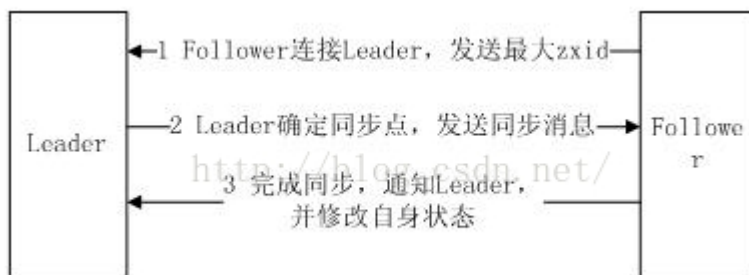 1 Follower连接Leader，发送最大zxid
Leader
2 Leader确定同步点，发送同步消息
Followe
r
http://blog.csdn.net/
3 完成同步，通知Leader，
并修改自身状态